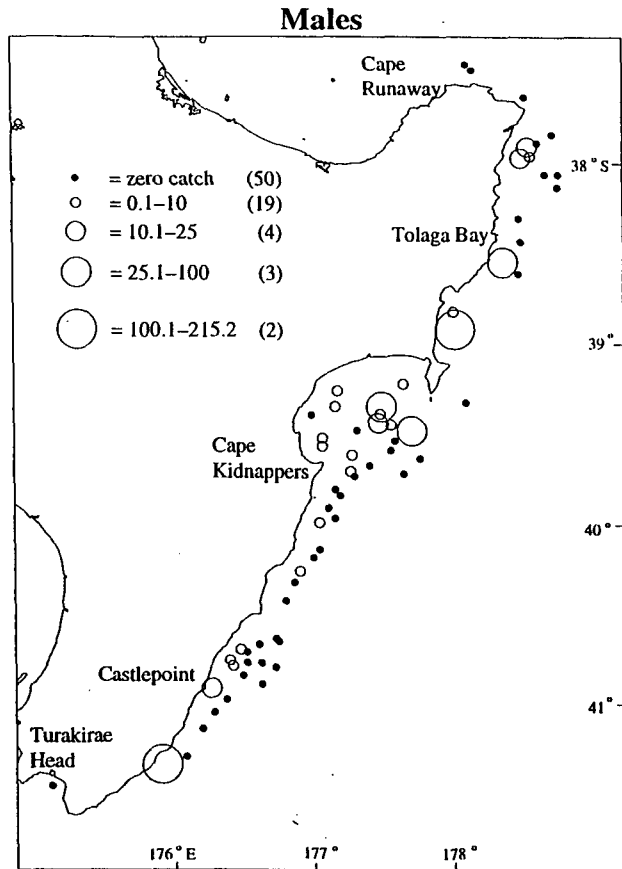 Males
Cape
Runaway
38°S
= zero catch (50)
= 0.1–10 (19)
= 10.1–25 (4)
Tolaga Bay
= 25.1–100 (3)
= 100.1–215.2 (2)
39°
Cape
Kidnappers
40°
Castlepoint
41°
Turakirae
Head
176°E 177° 178°